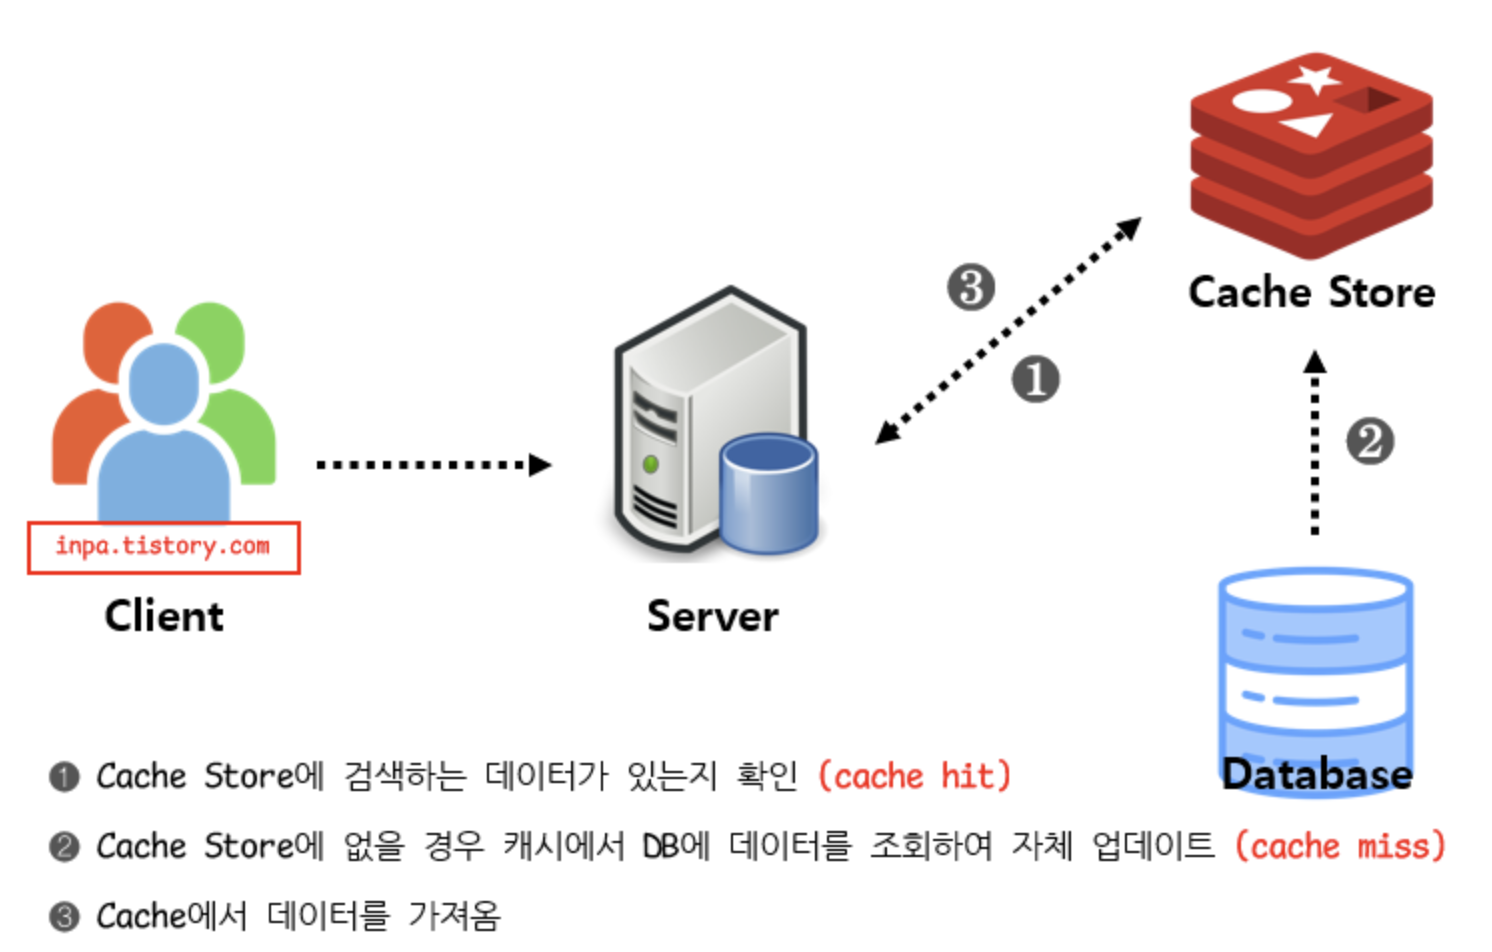 Cache Store
❸
❶
❷
inpa.tistory.com
Client
Server
Database
❶ Cache Store에 검색하는 데이터가 있는지 확인 (cache hit)
❷ Cache Store에 없을 경우 캐시에서 DB에 데이터를 조회하여 자체 업데이트 (cache miss)
❸ Cache에서 데이터를 가져옴